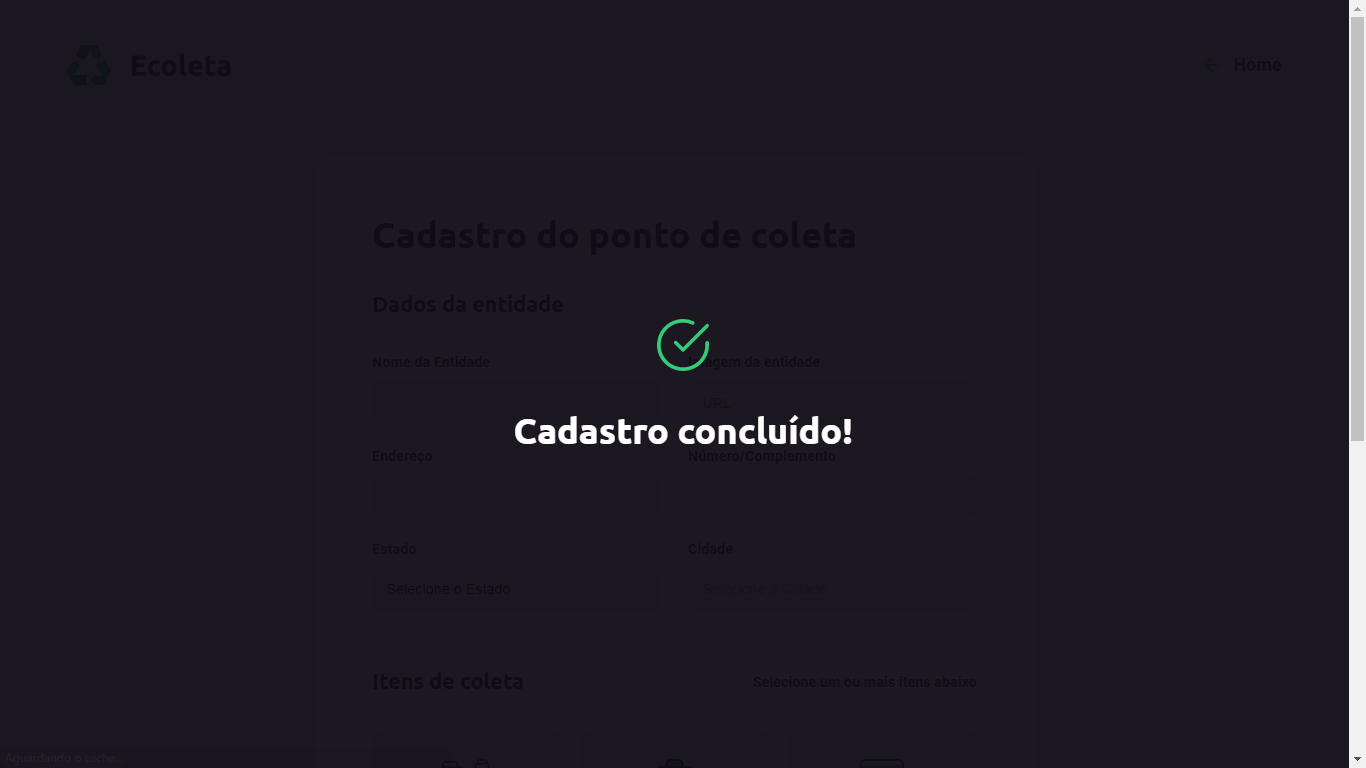 Ecoleta
Home
Cadastro do ponto de coleta
Dados da entidade
Nome da Entidade
Imagem da entidade
URL
Cadastro concluído!
Endereço
Número/Complemento
Estado
Cidade
Selecione o Estado
Selecione a Cidade
Itens de coleta
Selecione um ou mais itens abaixo
Aguardando o cache...